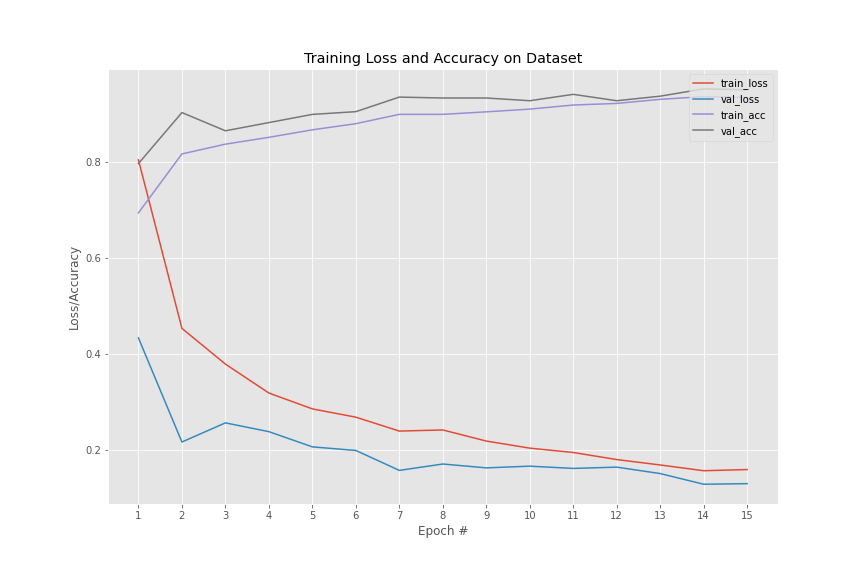 Training Loss and Accuracy on Dataset
train_loss
val_loss
train_acc
val_acc
0.8
0.6
0.4
0.2
Loss/Accuracy
1 2 3 4 5 6 7 8 9 10 11 12 13 14 15
Epoch #